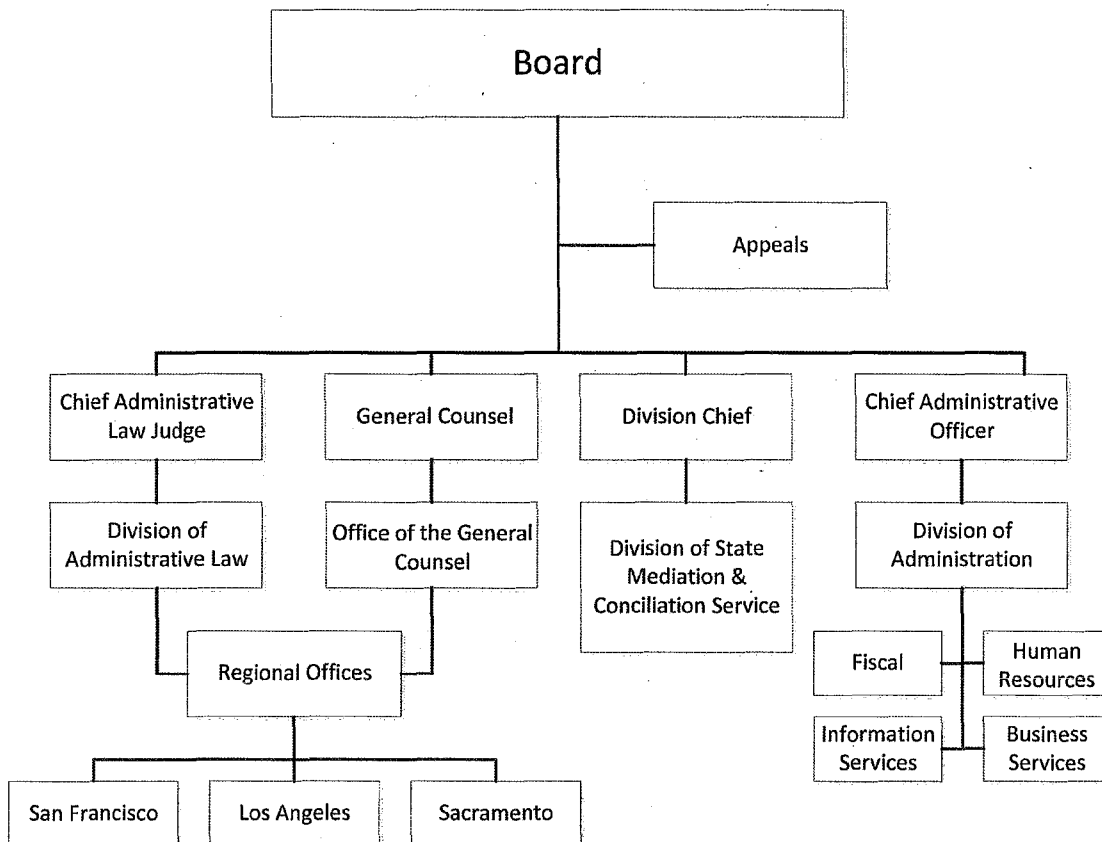 Board
Appeals
Chief Administrative
Law Judge
General Counsel
Division Chief
Chief Administrative
Officer
Division of
Administrative Law
Office of the General
Counsel
Division of State
Mediation &
Conciliation Service
Division of
Administration
Regional Offices
Fiscal
Human
Resources
Information
Services
Business
Services
San Francisco
Los Angeles
Sacramento